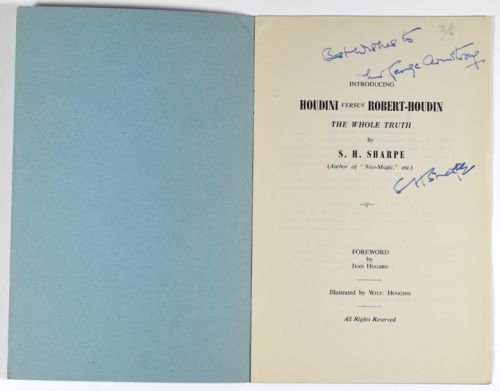 3/6
Best Wishes to
George Armstrong
INTRODUCING
HOUDINI VERSUS ROBERT-HOUDIN
THE WHOLE TRUTH
by
S. H. SHARPE
(Author of "Neo-Magic," etc.)
S H Sharpe
—||—
FOREWORD
by
JEAN HUGARD
Illustrated by WILF. HUGGINS
All Rights Reserved